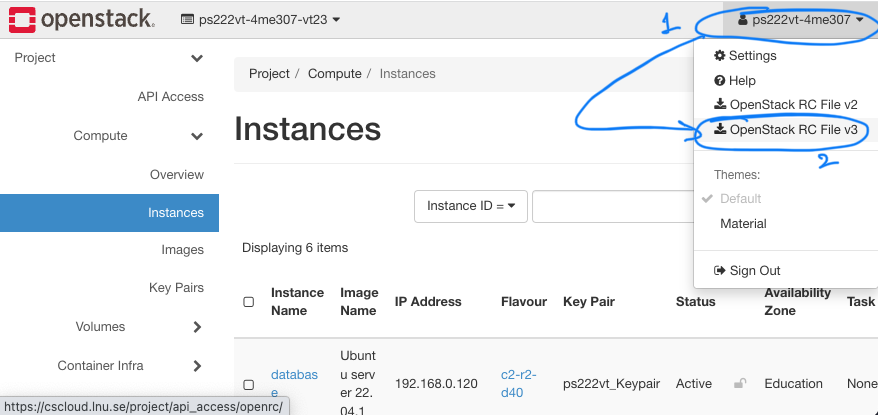 openstack. ps222vt-4me307-vt23 1 ps222vt-4me307
Project
API Access
Compute
Overview
Instances
Images
Key Pairs
Volumes
Container Infra
Project / Compute / Instances
Instances
Instance ID =
Displaying 6 items
Instance Name
Image Name
IP Address
Flavour
Key Pair
Status
Availability Zone
Task
databas
e
Ubunt
u serv
er 22.
04.1
192.168.0.120
c2-r2-
d40
ps222vt_Keypair
Active
Education
None
Settings
Help
OpenStack RC File v2
OpenStack RC File v3
2
Themes:
Default
Material
Sign Out
https://cscloud.lnu.se/project/api_access/openrc/